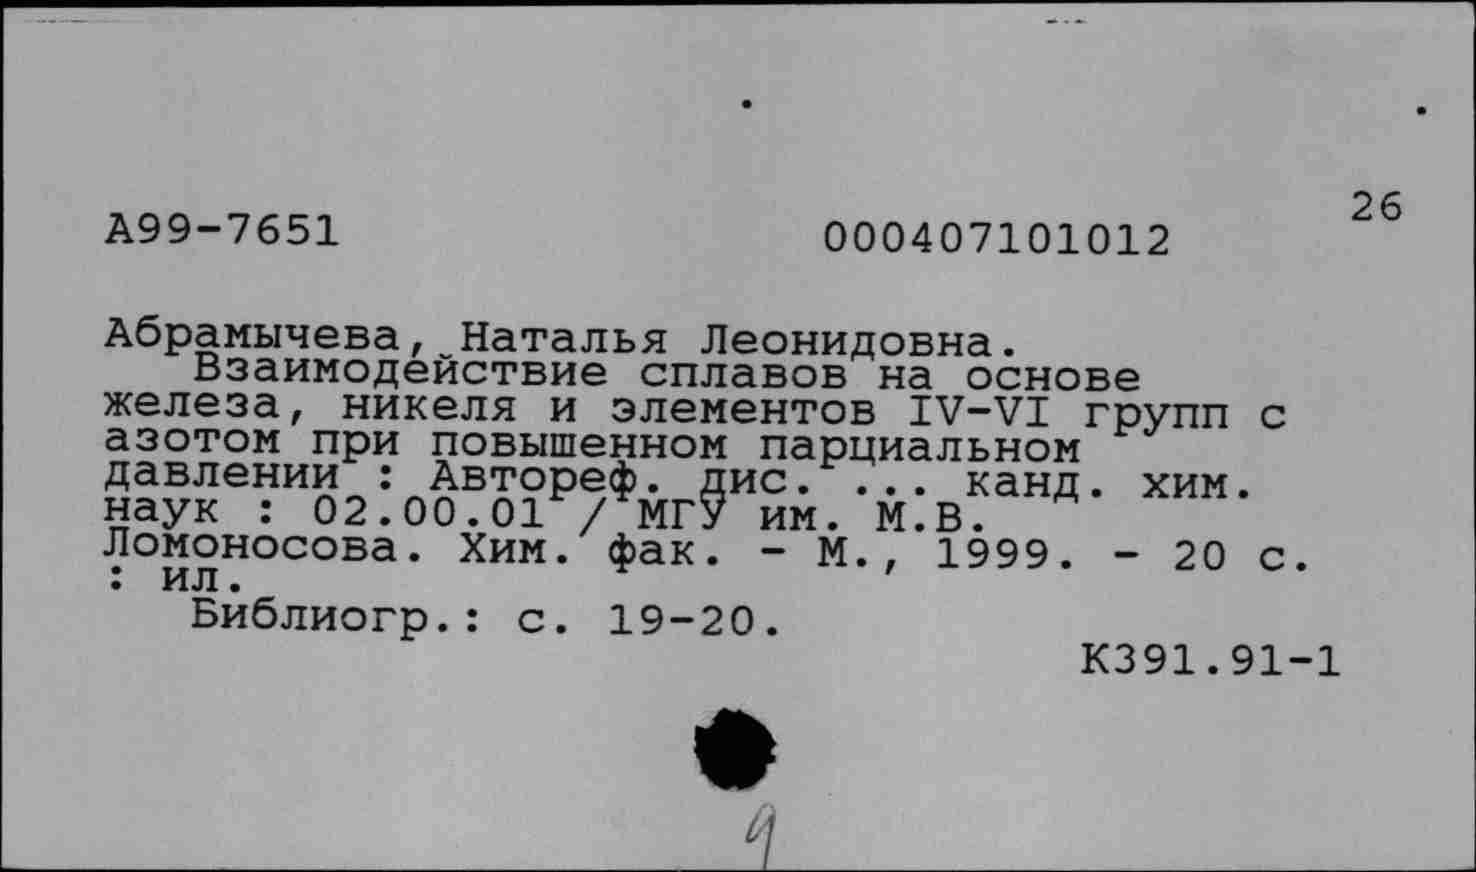 26
А99-7651 000407101012
Абрамычева, Наталья Леонидовна.
Взаимодействие сплавов на основе
железа, никеля и элементов IV-VI групп с
азотом при повышенном парциальном
давлении : Автореф. дис. ... канд. хим.
наук : 02.00.01 / МГУ им. М.В.
Ломоносова. Хим. фак. - М., 1999. - 20 с.
: ил.
Библиогр.: с. 19-20.
К391.91-1